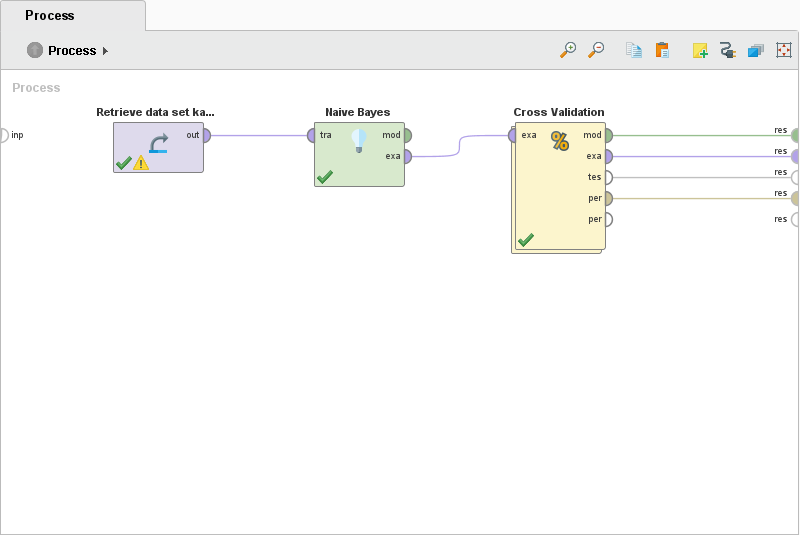 Process
Process
Process
Retrieve data set ka...
Naive Bayes
Cross Validation
inp
out
tra
mod
exa
exa
mod
exa
tes
per
per
res
res
res
res
res